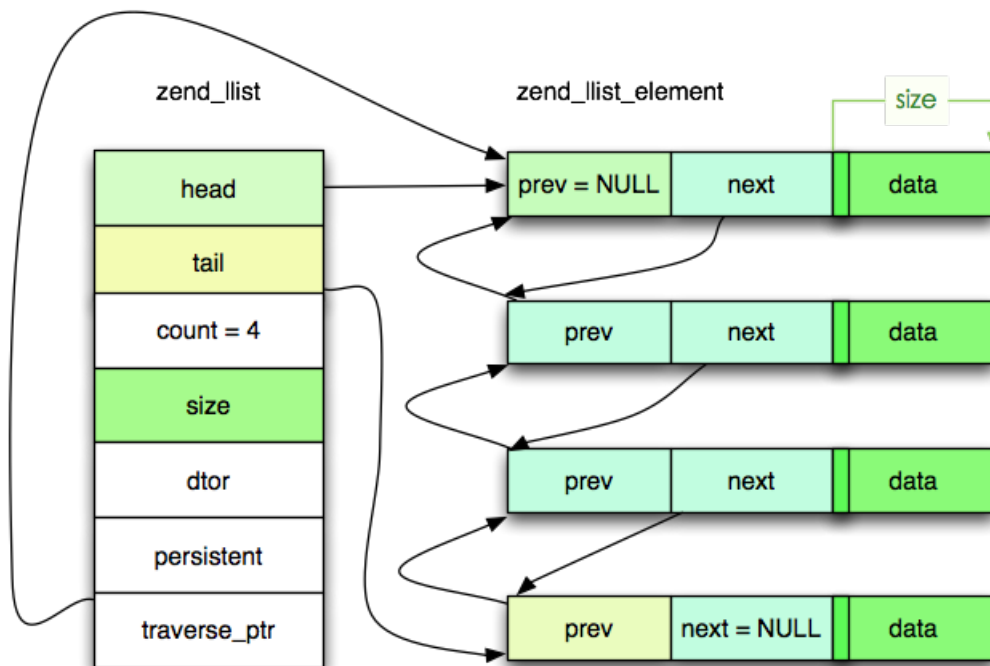 zend_llist
zend_llist_element
size
head
prev = NULL
next
data
tail
count = 4
prev
next
data
size
dtor
prev
next
data
persistent
traverse_ptr
prev
next = NULL
data